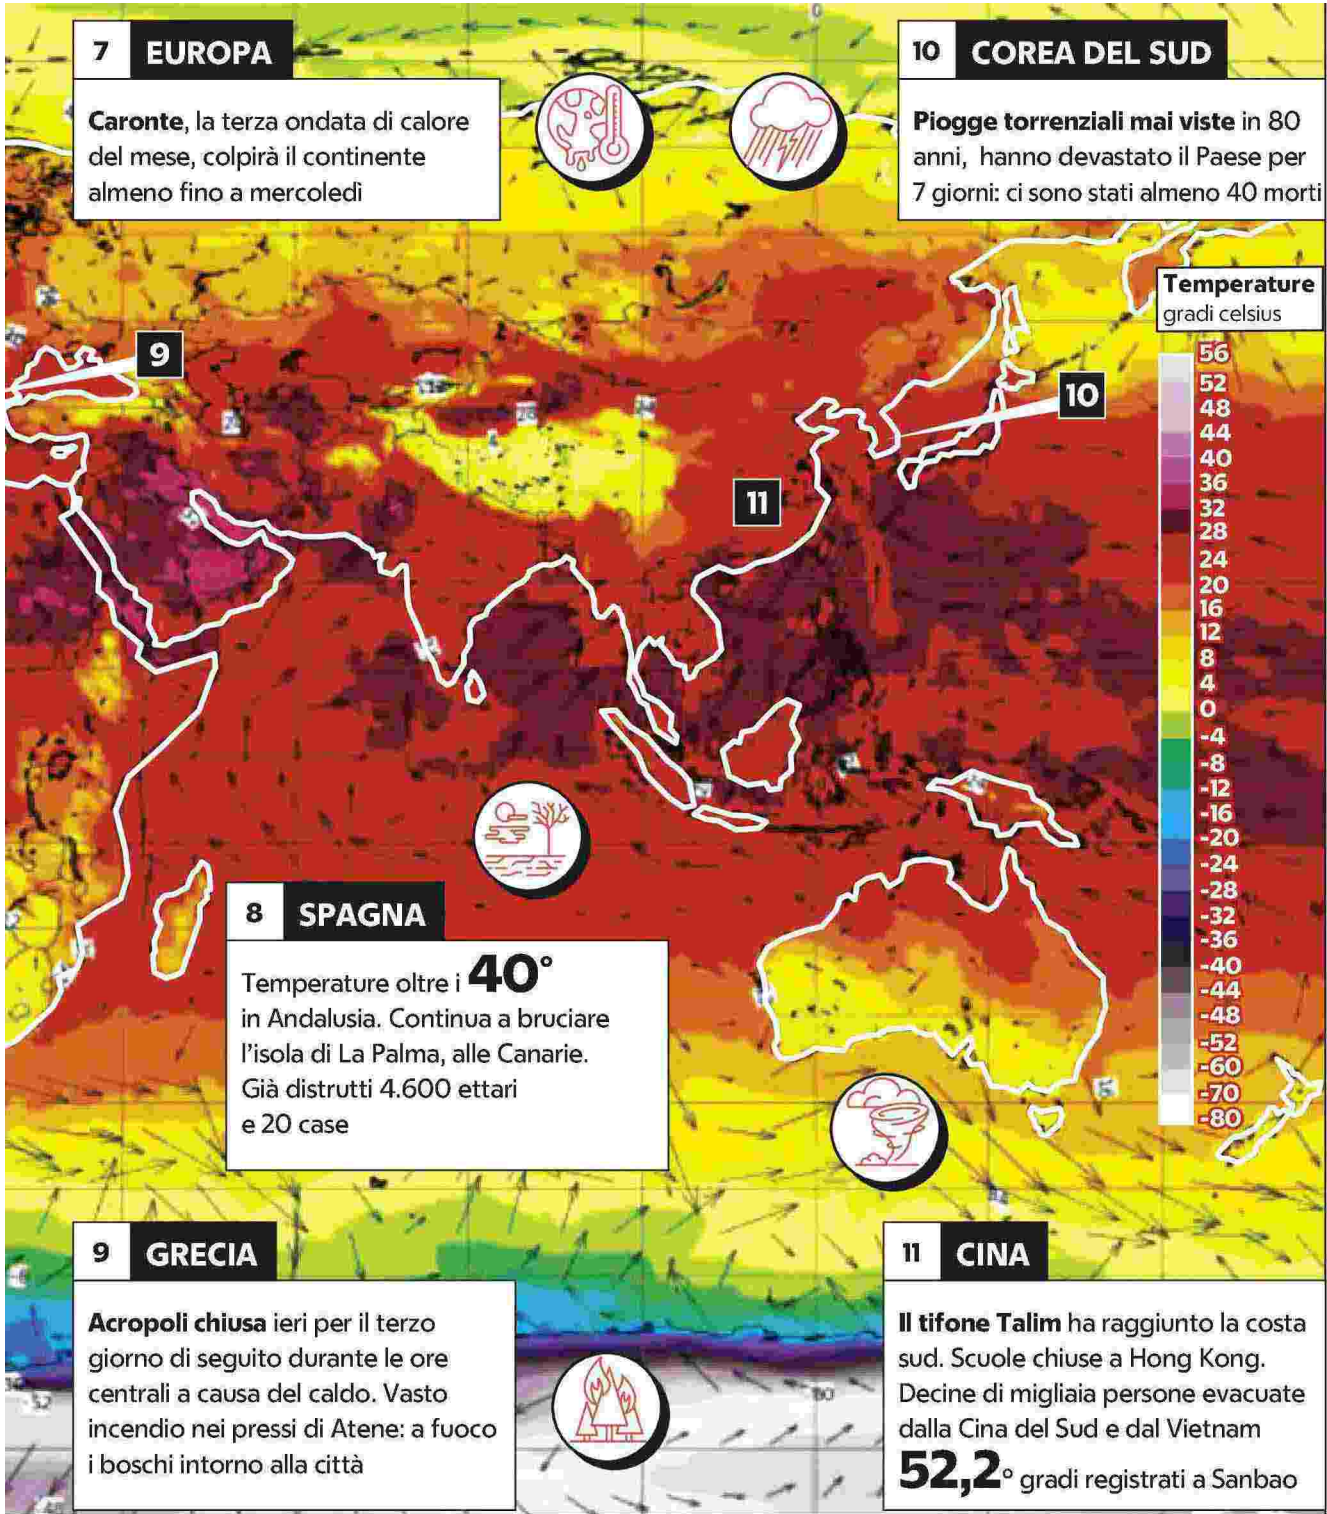 7 EUROPA
Caronte, la terza ondata di calore
del mese, colpirà il continente
almeno fino a mercoledì
10 COREA DEL SUD
Piogge torrenziali mai viste in 80
anni, hanno devastato il Paese per
7 giorni: ci sono stati almeno 40 morti
Temperature
gradi celsius
56
52
48
44
40
36
32
28
24
20
16
12
8
4
0
-4
-8
-12
-16
-20
-24
-28
-32
-36
-40
-44
-48
-52
-60
-70
-80
9
10
11
8 SPAGNA
Temperature oltre i 40°
in Andalusia. Continua a bruciare
l'isola di La Palma, alle Canarie.
Già distrutti 4.600 ettari
e 20 case
9 GRECIA
Acropoli chiusa ieri per il terzo
giorno di seguito durante le ore
centrali a causa del caldo. Vasto
incendio nei pressi di Atene: a fuoco
i boschi intorno alla città
11 CINA
Il tifone Talim ha raggiunto la costa
sud. Scuole chiuse a Hong Kong.
Decine di migliaia persone evacuate
dalla Cina del Sud e dal Vietnam
52,2° gradi registrati a Sanbao